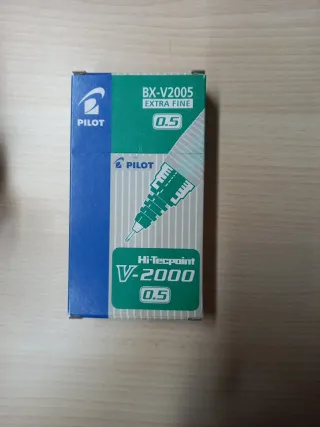 PILOT
BX-V2005
EXTRA FINE
0.5
PILOT
Hi-Tecpoint
V-2000
0.5